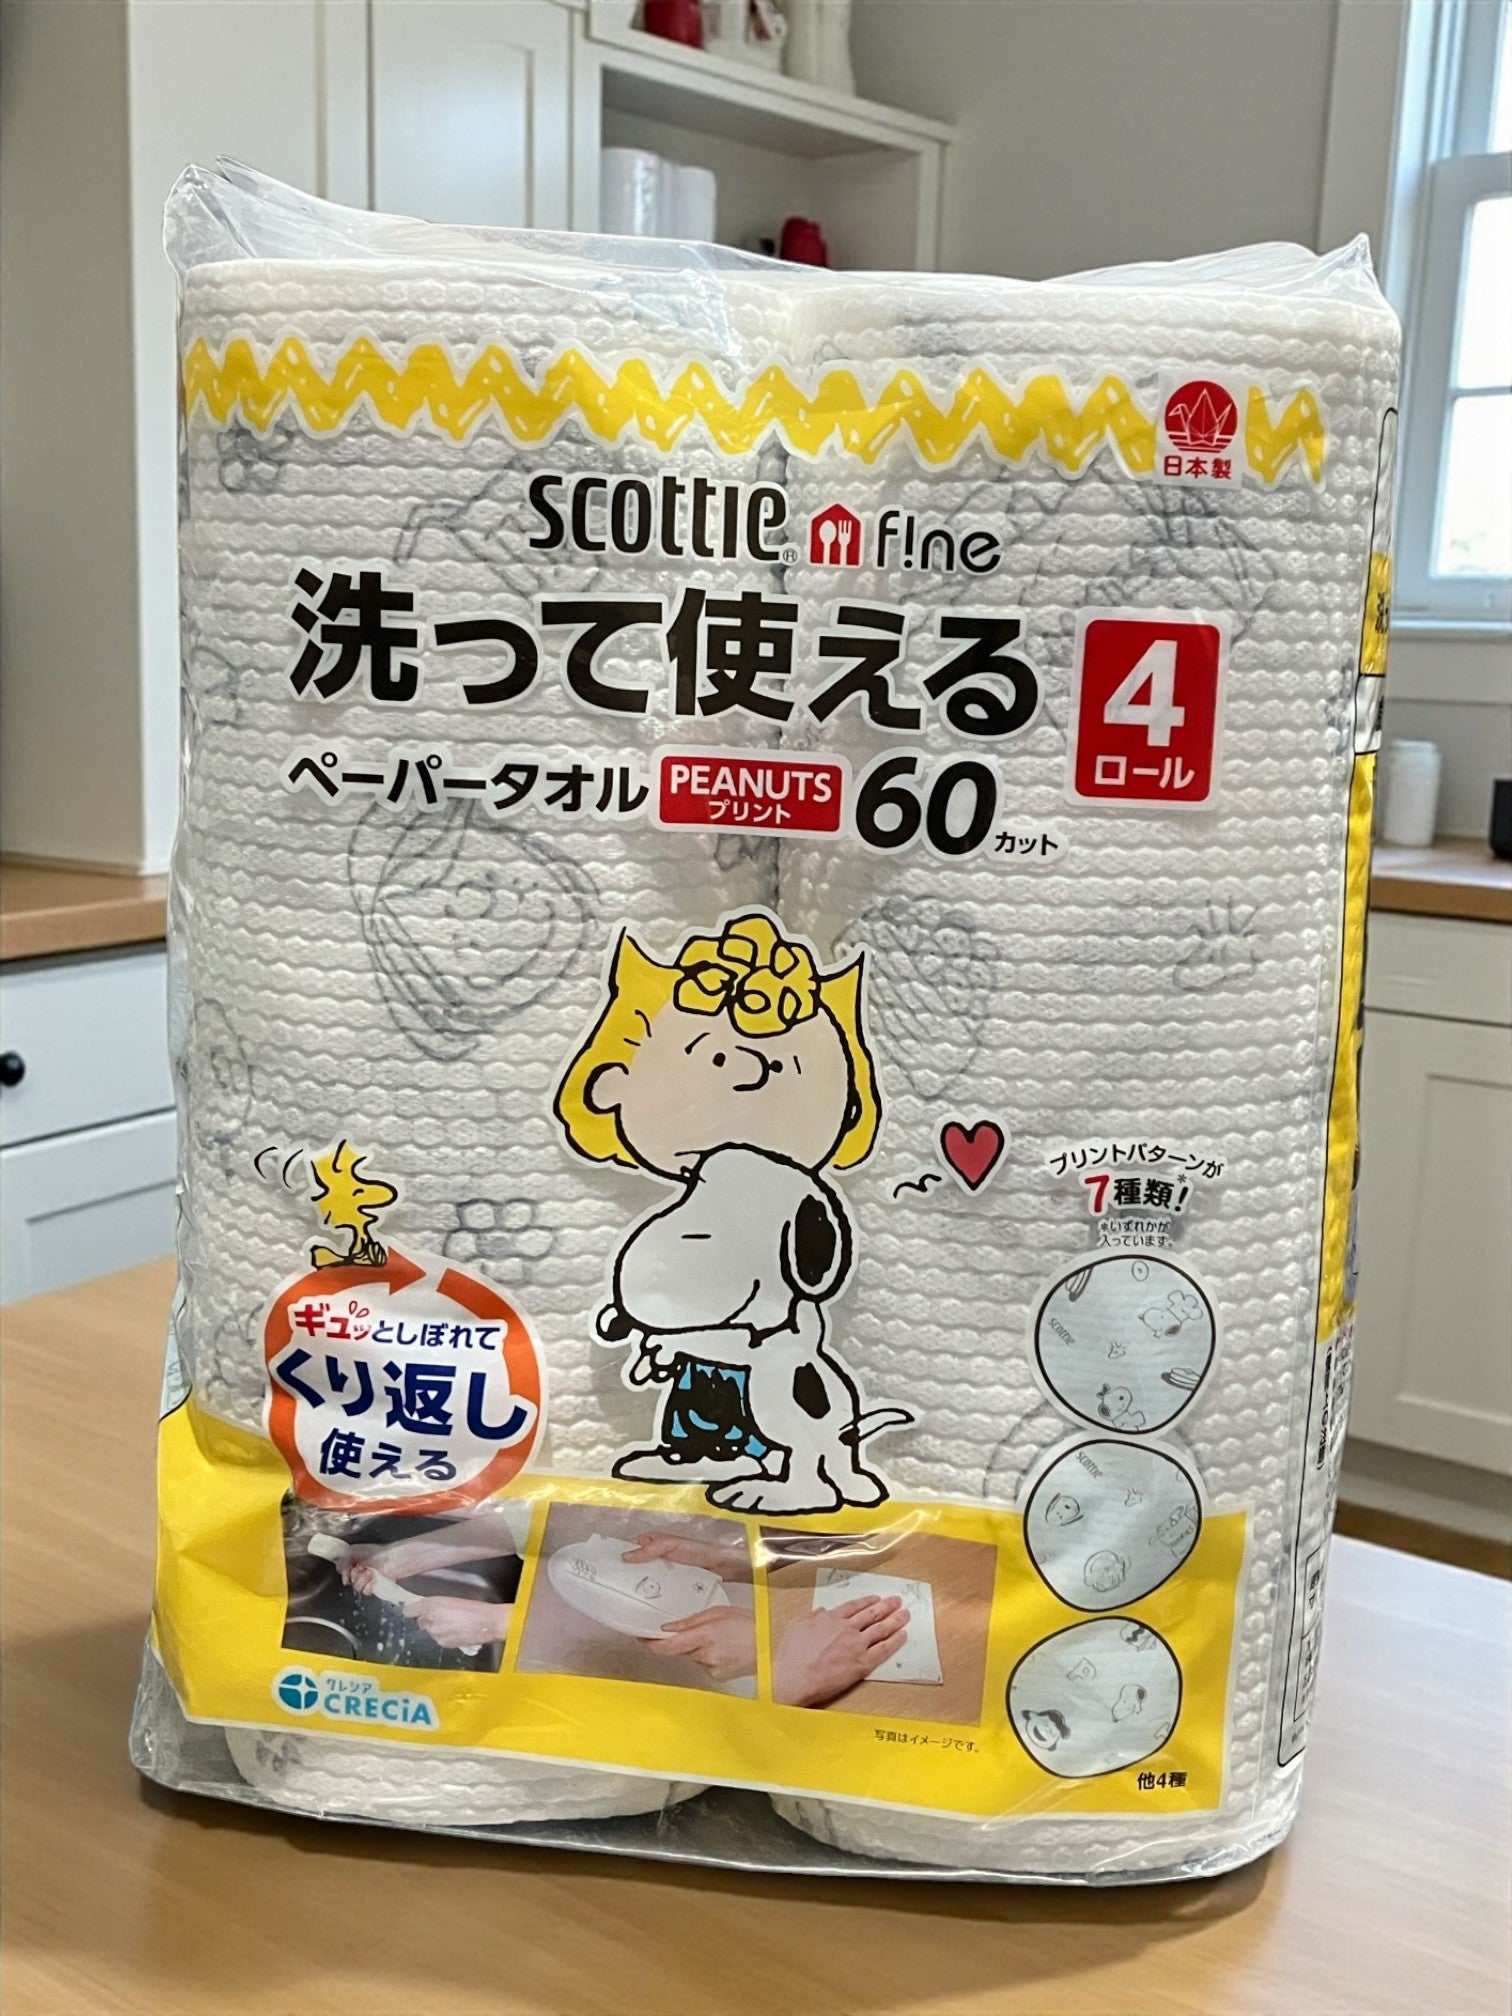 日本製
scottie® f!ne
洗って使える
4
ロール
ペーパータオル PEANUTS プリント 60カット
プリントパターンが
7種類!*
*いずれかが
入っています。
ギュッとしぼれて
くり返し
使える
scottie
scottie
クレシア
CRECiA
写真はイメージです。
他4種